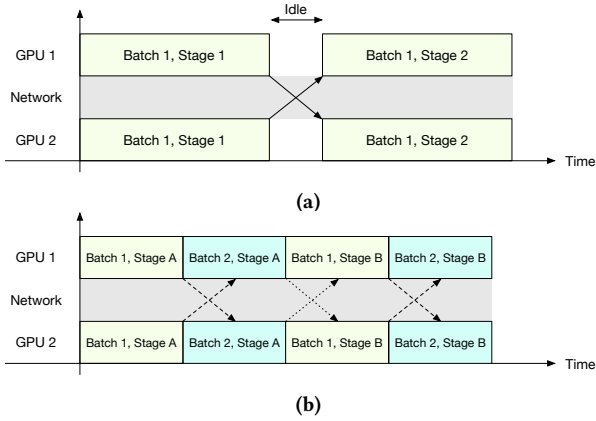 Idle
GPU 1 Batch 1, Stage 1 Batch 1, Stage 2
Network
GPU 2 Batch 1, Stage 1 Batch 1, Stage 2
Time
(a)
GPU 1 Batch 1, Stage A Batch 2, Stage A Batch 1, Stage B Batch 2, Stage B
Network
GPU 2 Batch 1, Stage A Batch 2, Stage A Batch 1, Stage B Batch 2, Stage B
Time
(b)